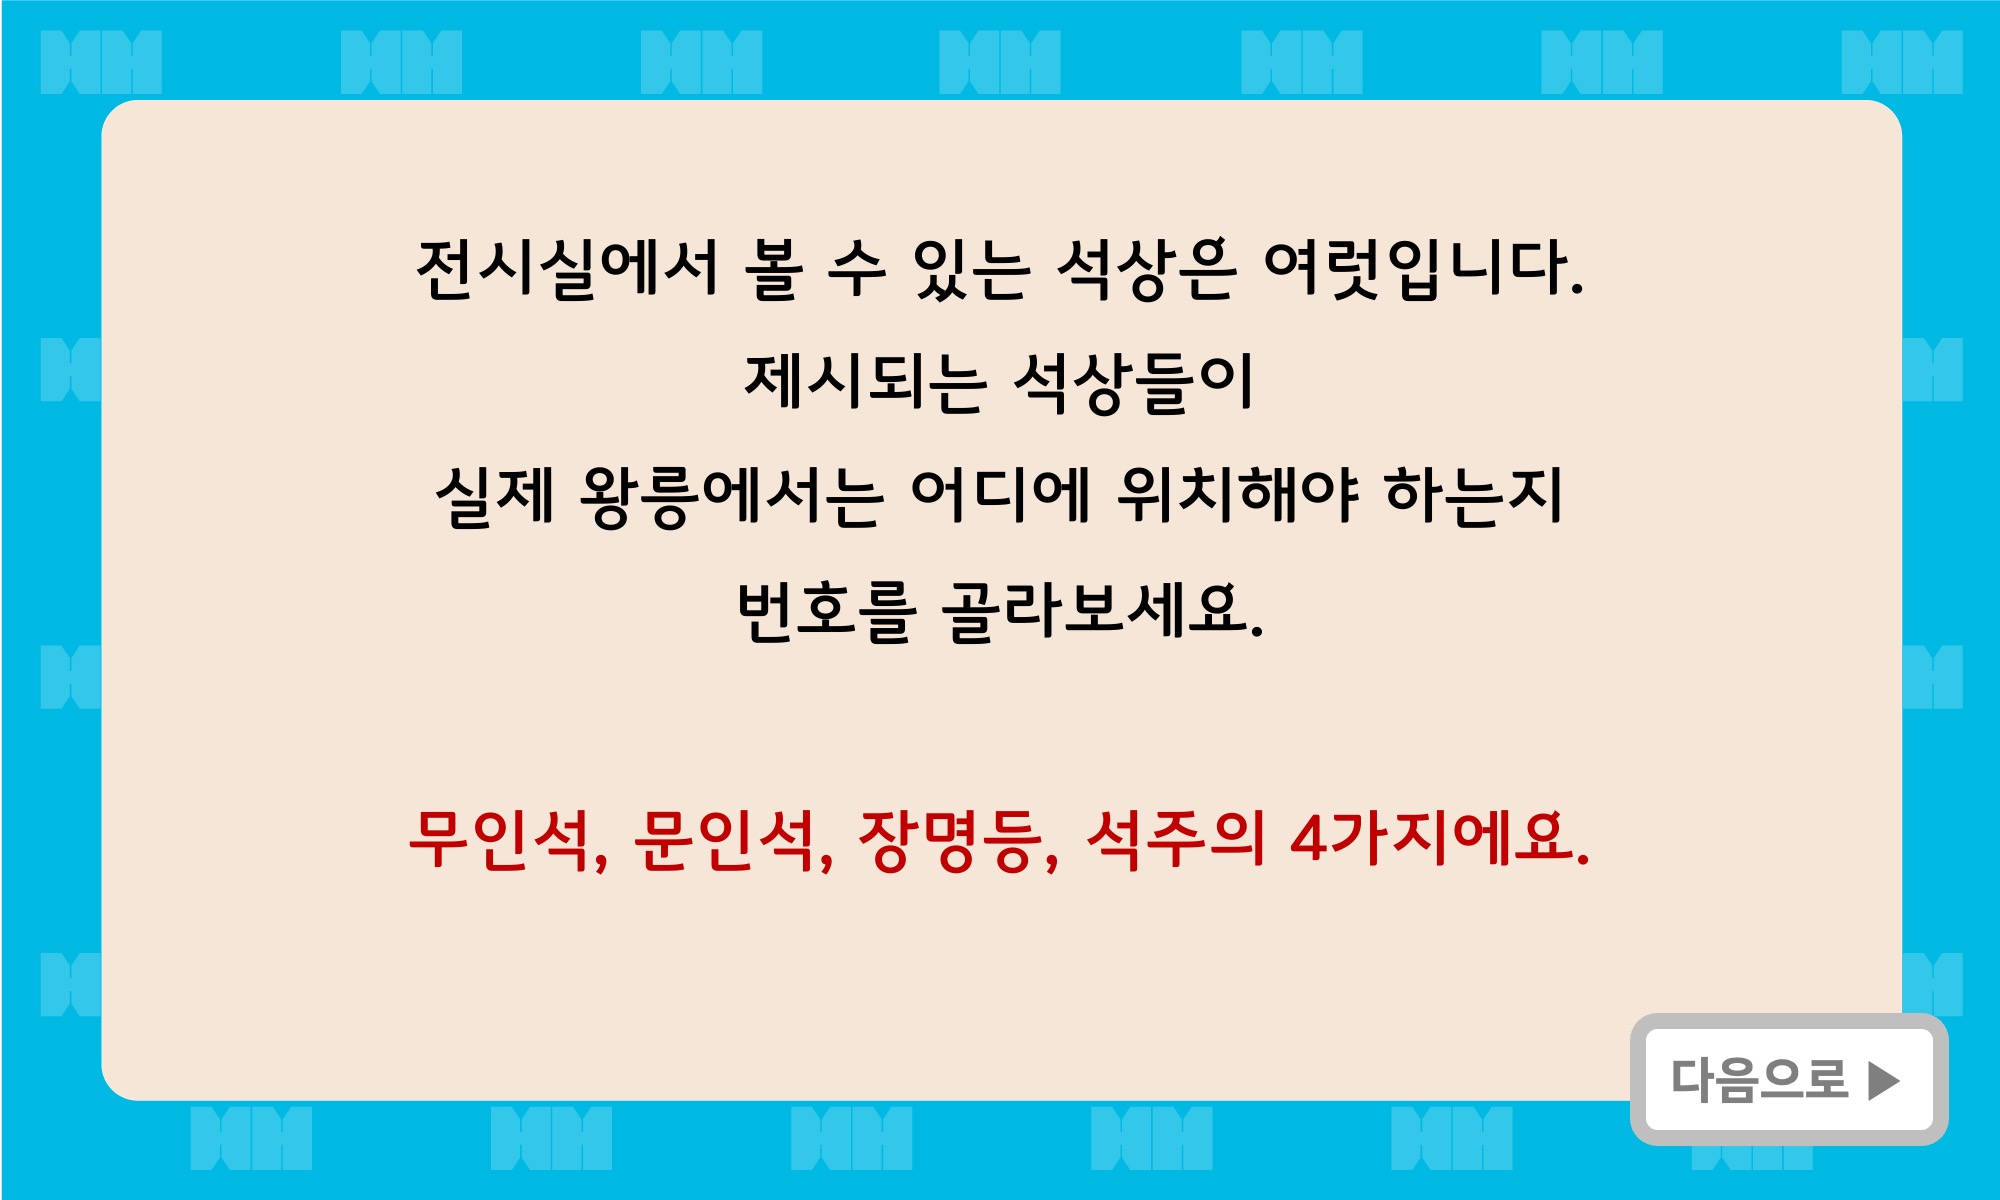 전시실에서 볼 수 있는 석상은 여럿입니다.
제시되는 석상들이
실제 왕릉에서는 어디에 위치해야 하는지
번호를 골라보세요.
무인석, 문인석, 장명등, 석주의 4가지에요.
다음으로 ▶